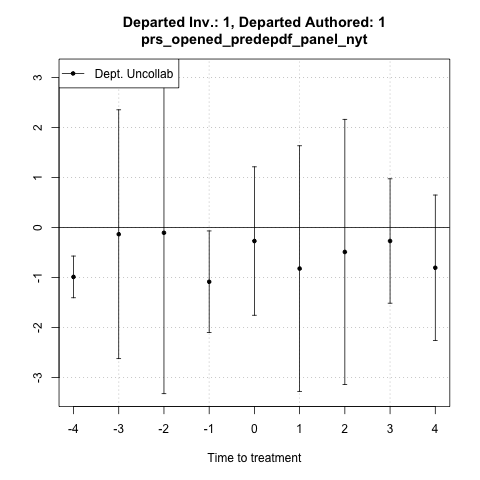 Departed Inv.: 1, Departed Authored: 1
prs_opened_predepdf_panel_nyt
Dept. Uncollab
3
2
1
0
-1
-2
-3
-4 -3 -2 -1 0 1 2 3 4
Time to treatment